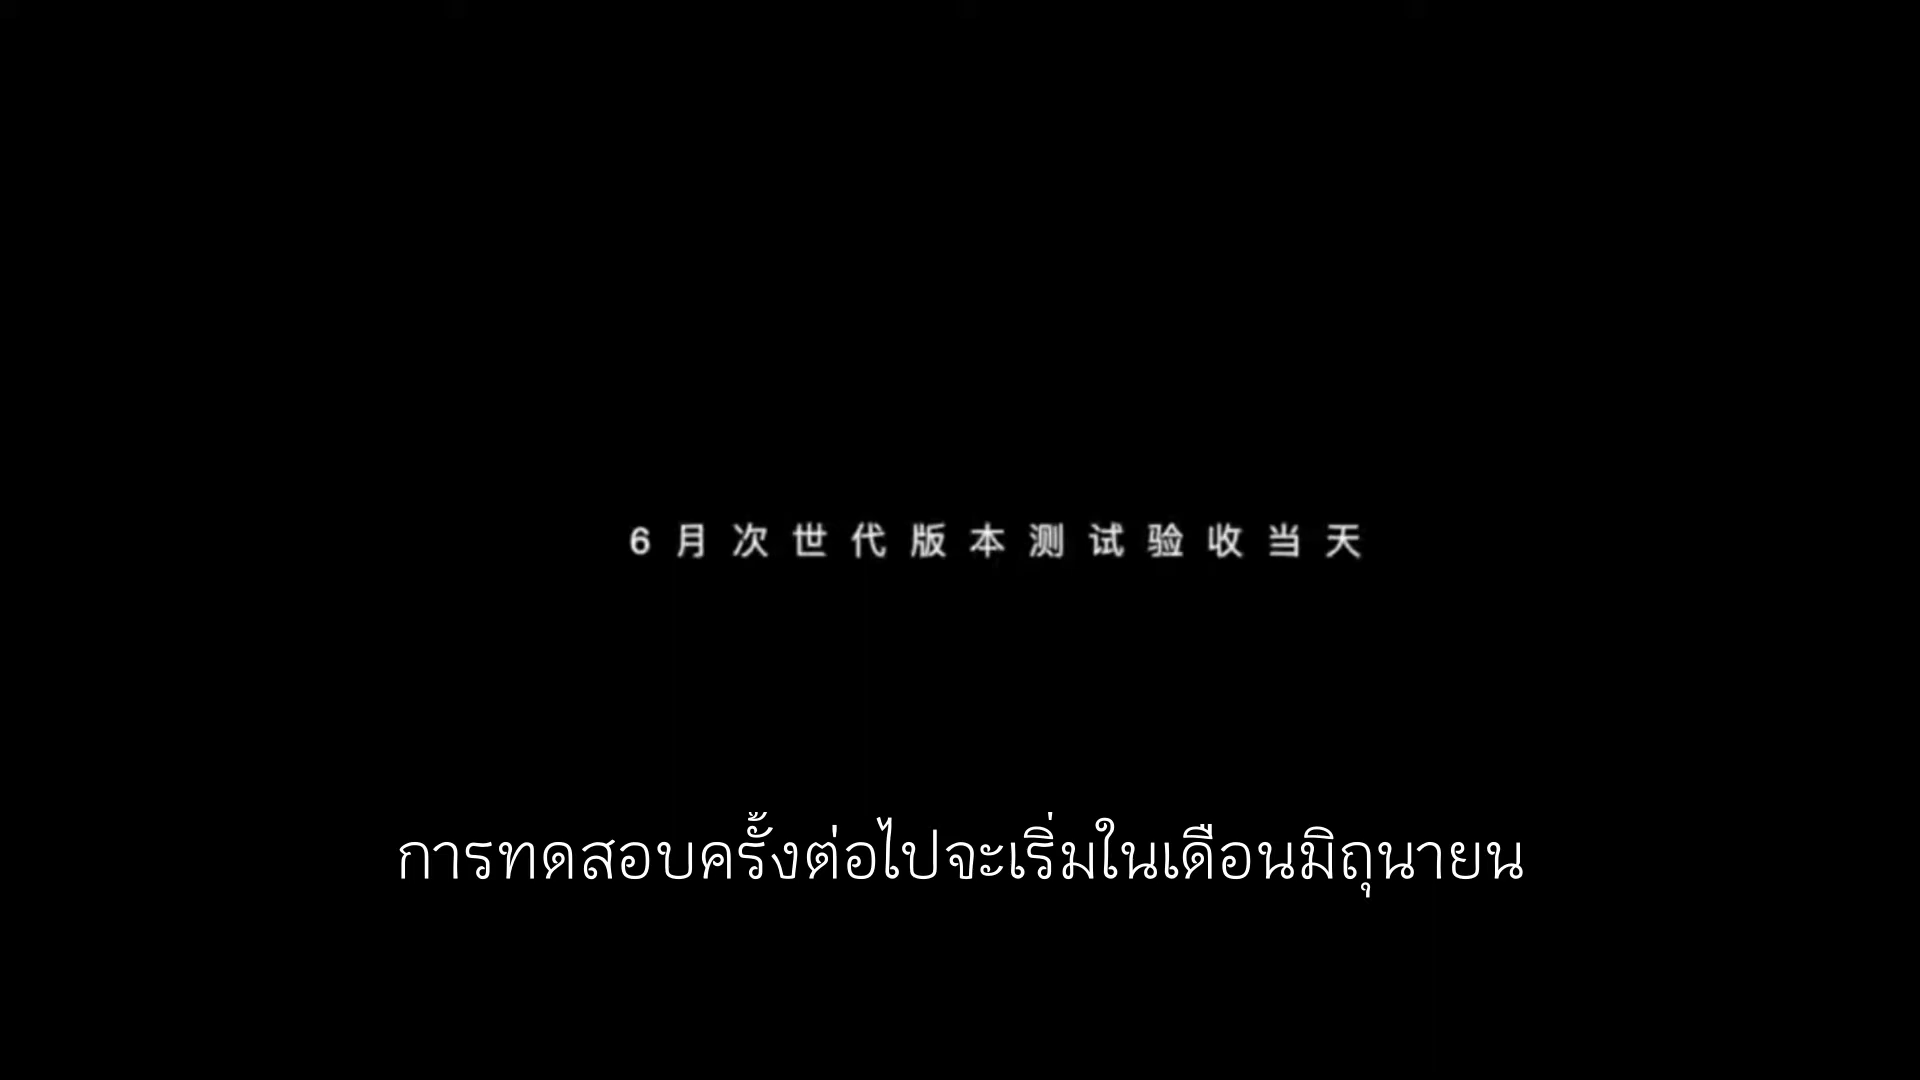 6月次世代版本测试验收当天
การทดสอบครั้งต่อไปจะเริ่มในเดือนมิถุนายน